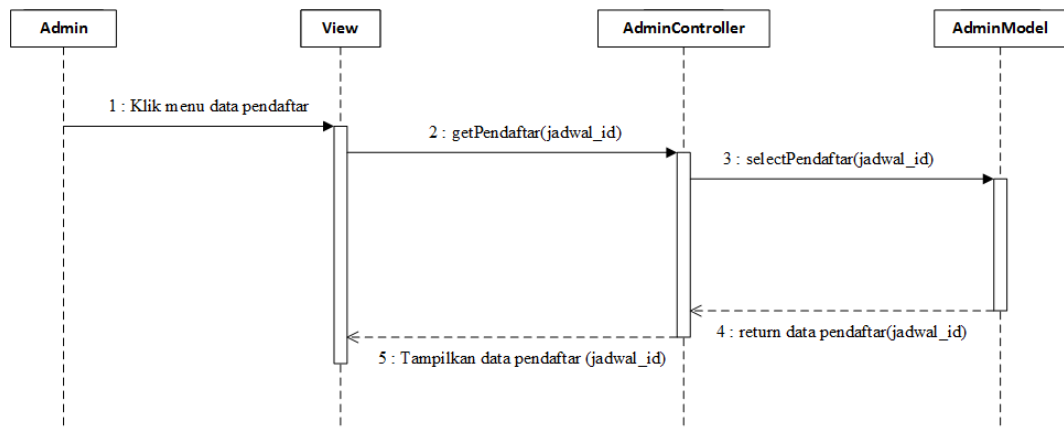 Admin
View
AdminController
AdminModel
1 : Klik menu data pendaftar
2 : getPendaftar(jadwal_id)
3 : selectPendaftar(jadwal_id)
4 : return data pendaftar(jadwal_id)
5 : Tampilkan data pendaftar (jadwal_id)